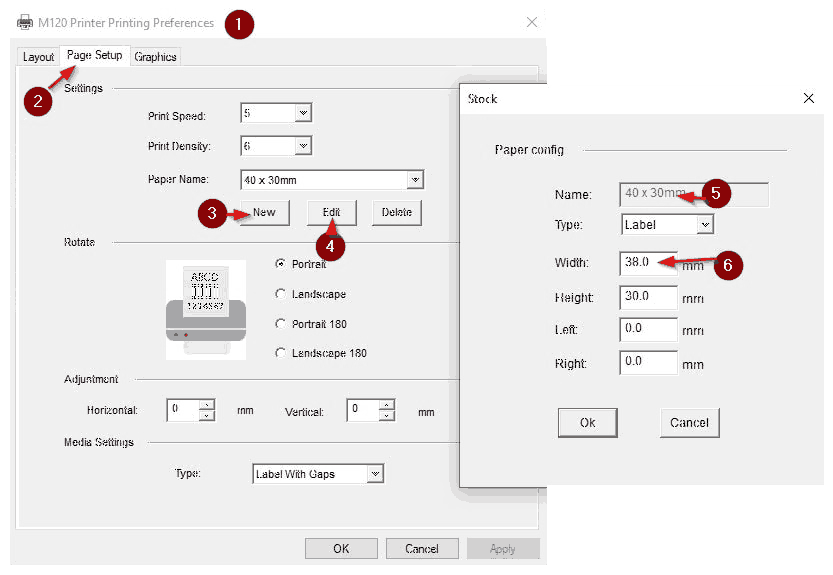 M120 Printer Printing Preferences
1
Layout
Page Setup
Graphics
2
Settings
Print Speed:
5
Print Density:
6
Paper Name:
40 x 30mm
3
New
Edit
Delete
4
Rotate
ABCD
1234567
Portrait
Landscape
Portrait 180
Landscape 180
Adjustment
Horizontal:
0
mm
Vertical:
0
mm
Media Settings
Type:
Label With Gaps
OK
Cancel
Apply
Stock
Paper config
Name:
40 x 30mm
5
Type:
Label
Width:
38.0
mm
6
Height:
30.0
mm
Left:
0.0
mm
Right:
0.0
mm
Ok
Cancel